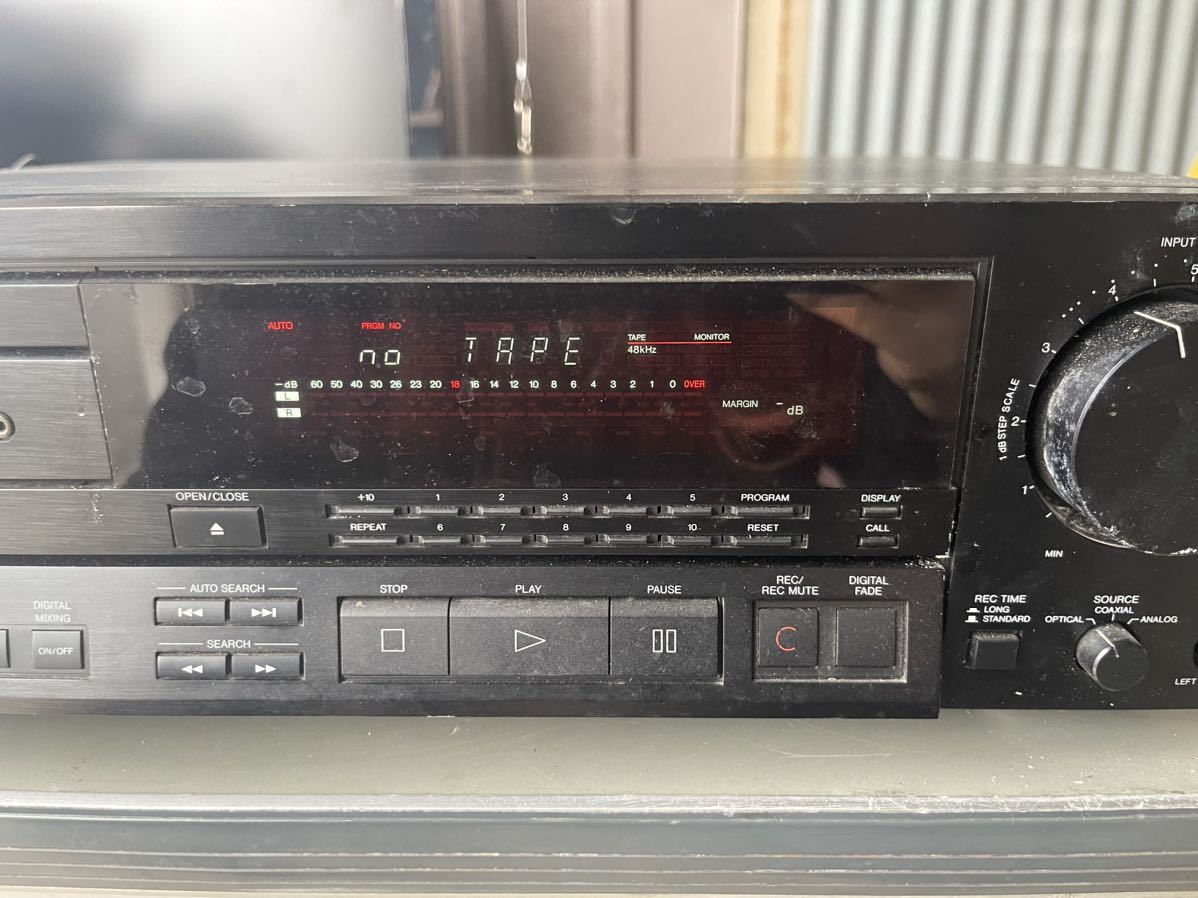 INPUT
5
4
3
2
1
MIN
1 dB STEP SCALE
AUTO
PRGM NO
TAPE
MONITOR
48kHz
no TAPE
−dB 60 50 40 30 26 23 20 18 16 14 12 10 8 6 4 3 2 1 0 OVER
L
R
MARGIN − dB
OPEN/CLOSE
+10 1 2 3 4 5 PROGRAM
DISPLAY
REPEAT 6 7 8 9 10 RESET
CALL
DIGITAL
MIXING
ON/OFF
AUTO SEARCH
SEARCH
STOP
PLAY
PAUSE
REC/
REC MUTE
DIGITAL
FADE
REC TIME
LONG
STANDARD
SOURCE
COAXIAL
OPTICAL
ANALOG
LEFT